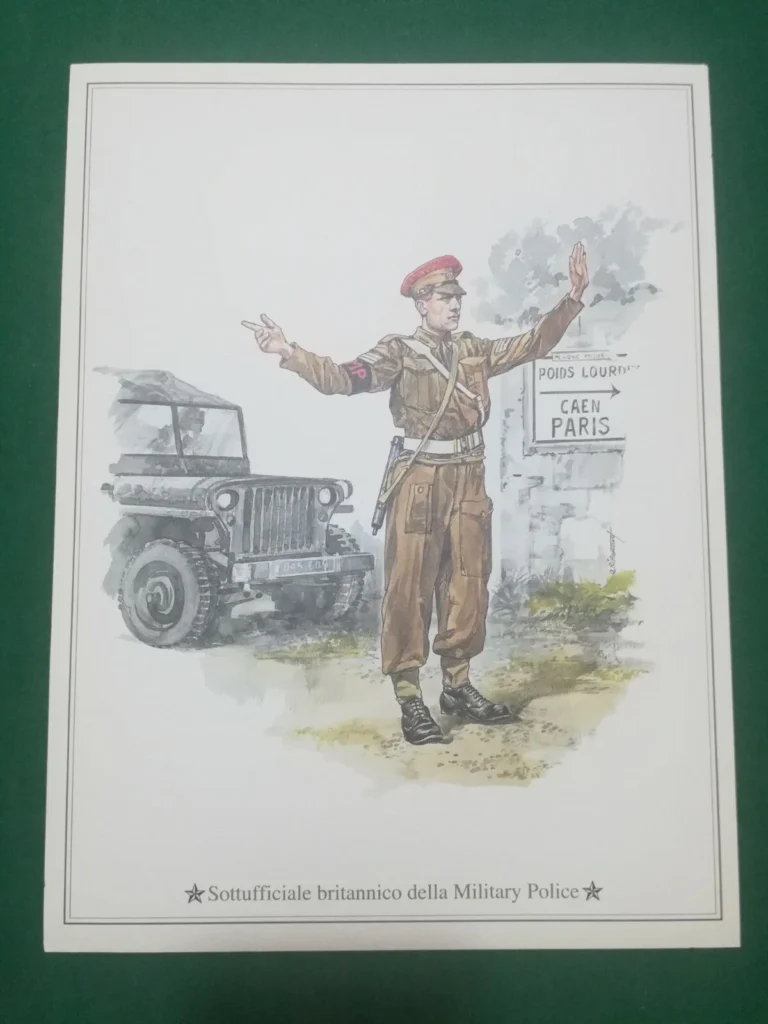 MP
POIDS LOURDS
CAEN
PARIS
★Sottufficiale britannico della Military Police★